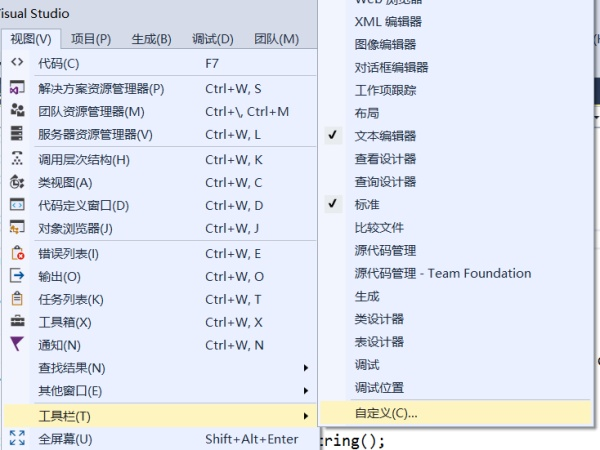 Visual Studio
视图(V) 项目(P) 生成(B) 调试(D) 团队(M)
代码(C) F7
解决方案资源管理器(P) Ctrl+W, S
团队资源管理器(M) Ctrl+\, Ctrl+M
服务器资源管理器(V) Ctrl+W, L
调用层次结构(H) Ctrl+W, K
类视图(A) Ctrl+W, C
代码定义窗口(D) Ctrl+W, D
对象浏览器(J) Ctrl+W, J
错误列表(I) Ctrl+W, E
输出(O) Ctrl+W, O
任务列表(K) Ctrl+W, T
工具箱(X) Ctrl+W, X
通知(N) Ctrl+W, N
查找结果(N)
其他窗口(E)
工具栏(T)
全屏幕(U) Shift+Alt+Enter
Web 浏览器
XML 编辑器
图像编辑器
对话框编辑器
工作项跟踪
布局
文本编辑器
查看设计器
查询设计器
标准
比较文件
源代码管理
源代码管理 - Team Foundation
生成
类设计器
表设计器
调试
调试位置
自定义(C)...
tring();